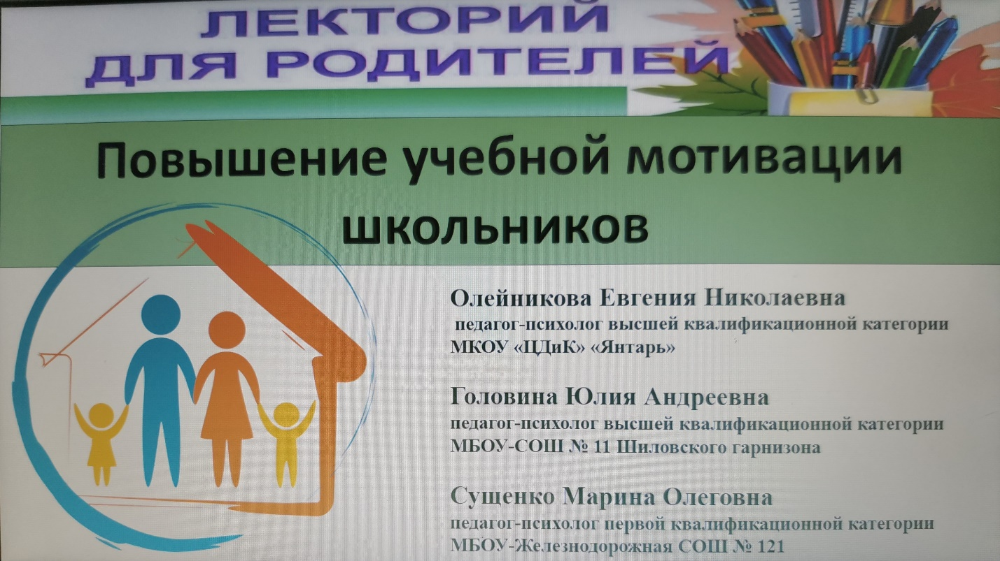 ЛЕКТОРИЙ
ДЛЯ РОДИТЕЛЕЙ
Повышение учебной мотивации
школьников
Олейникова Евгения Николаевна
педагог-психолог высшей квалификационной категории
МКОУ «ЦДиК» «Янтарь»
Головина Юлия Андреевна
педагог-психолог высшей квалификационной категории
МБОУ-СОШ № 11 Шиловского гарнизона
Сущенко Марина Олеговна
педагог-психолог первой квалификационной категории
МБОУ-Железнодорожная СОШ № 121